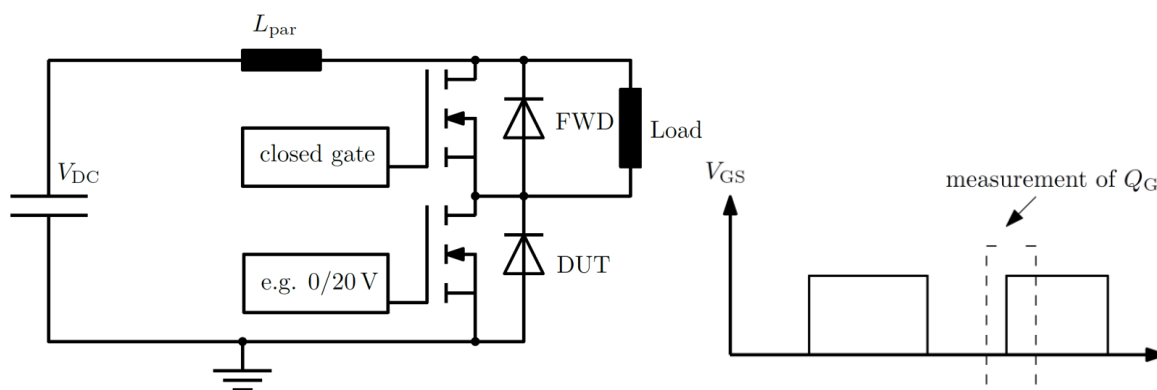 L_par
FWD
closed gate
Load
V_DC
V_GS
measurement of Q_G
e.g. 0/20 V
DUT